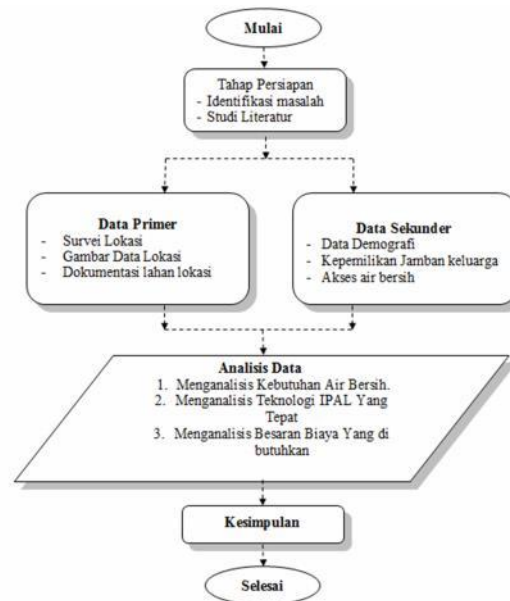 Mulai
Tahap Persiapan
- Identifikasi masalah
- Studi Literatur
Data Primer
- Survei Lokasi
- Gambar Data Lokasi
- Dokumentasi lahan lokasi
Data Sekunder
- Data Demografi
- Kepemilikan Jamban keluarga
- Akses air bersih
Analisis Data
1. Menganalisis Kebutuhan Air Bersih.
2. Menganalisis Teknologi IPAL Yang
Tepat
3. Menganalisis Besaran Biaya Yang di
butuhkan
Kesimpulan
Selesai